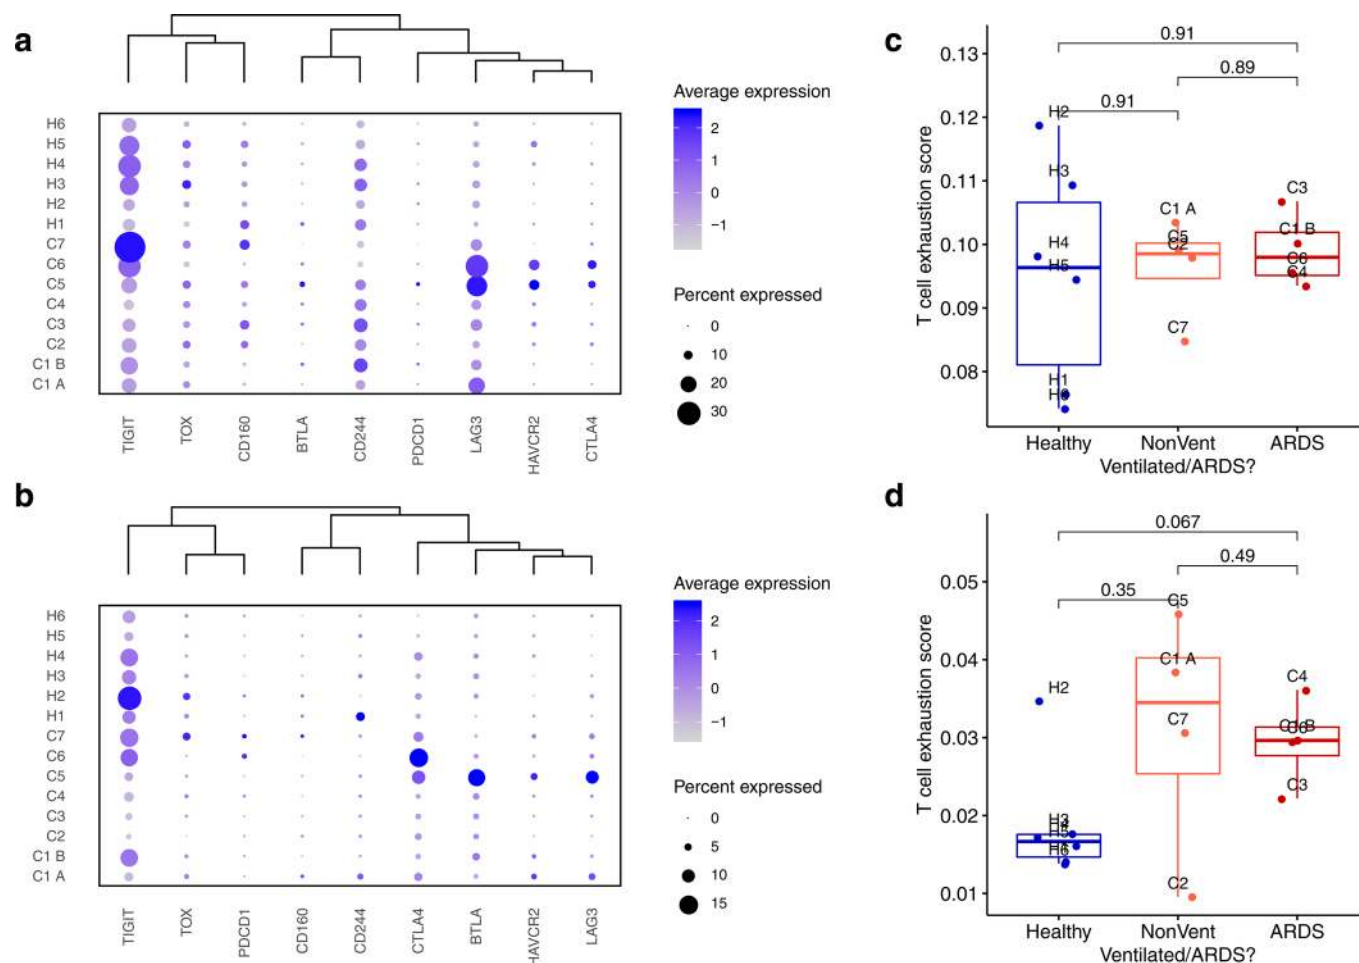 a
H6
H5
H4
H3
H2
H1
C7
C6
C5
C4
C3
C2
C1 B
C1 A
TIGIT
TOX
CD160
BTLA
CD244
PDCD1
LAG3
HAVCR2
CTLA4
Average expression
2
1
0
−1
Percent expressed
0
10
20
30
c
T cell exhaustion score
0.13
0.12
0.11
0.10
0.09
0.08
0.91
0.89
0.91
H2
H3
H4
H5
H1
H6
C1 A
C5
C2
C7
C3
C1 B
C6
C4
Healthy NonVent ARDS
Ventilated/ARDS?
b
H6
H5
H4
H3
H2
H1
C7
C6
C5
C4
C3
C2
C1 B
C1 A
TIGIT
TOX
PDCD1
CD160
CD244
CTLA4
BTLA
HAVCR2
LAG3
Average expression
2
1
0
−1
Percent expressed
0
5
10
15
d
T cell exhaustion score
0.05
0.04
0.03
0.02
0.01
0.067
0.49
0.35
H2
H3
H5
H6
C5
C1 A
C7
C2
C4
C1 B
C6
C3
Healthy NonVent ARDS
Ventilated/ARDS?